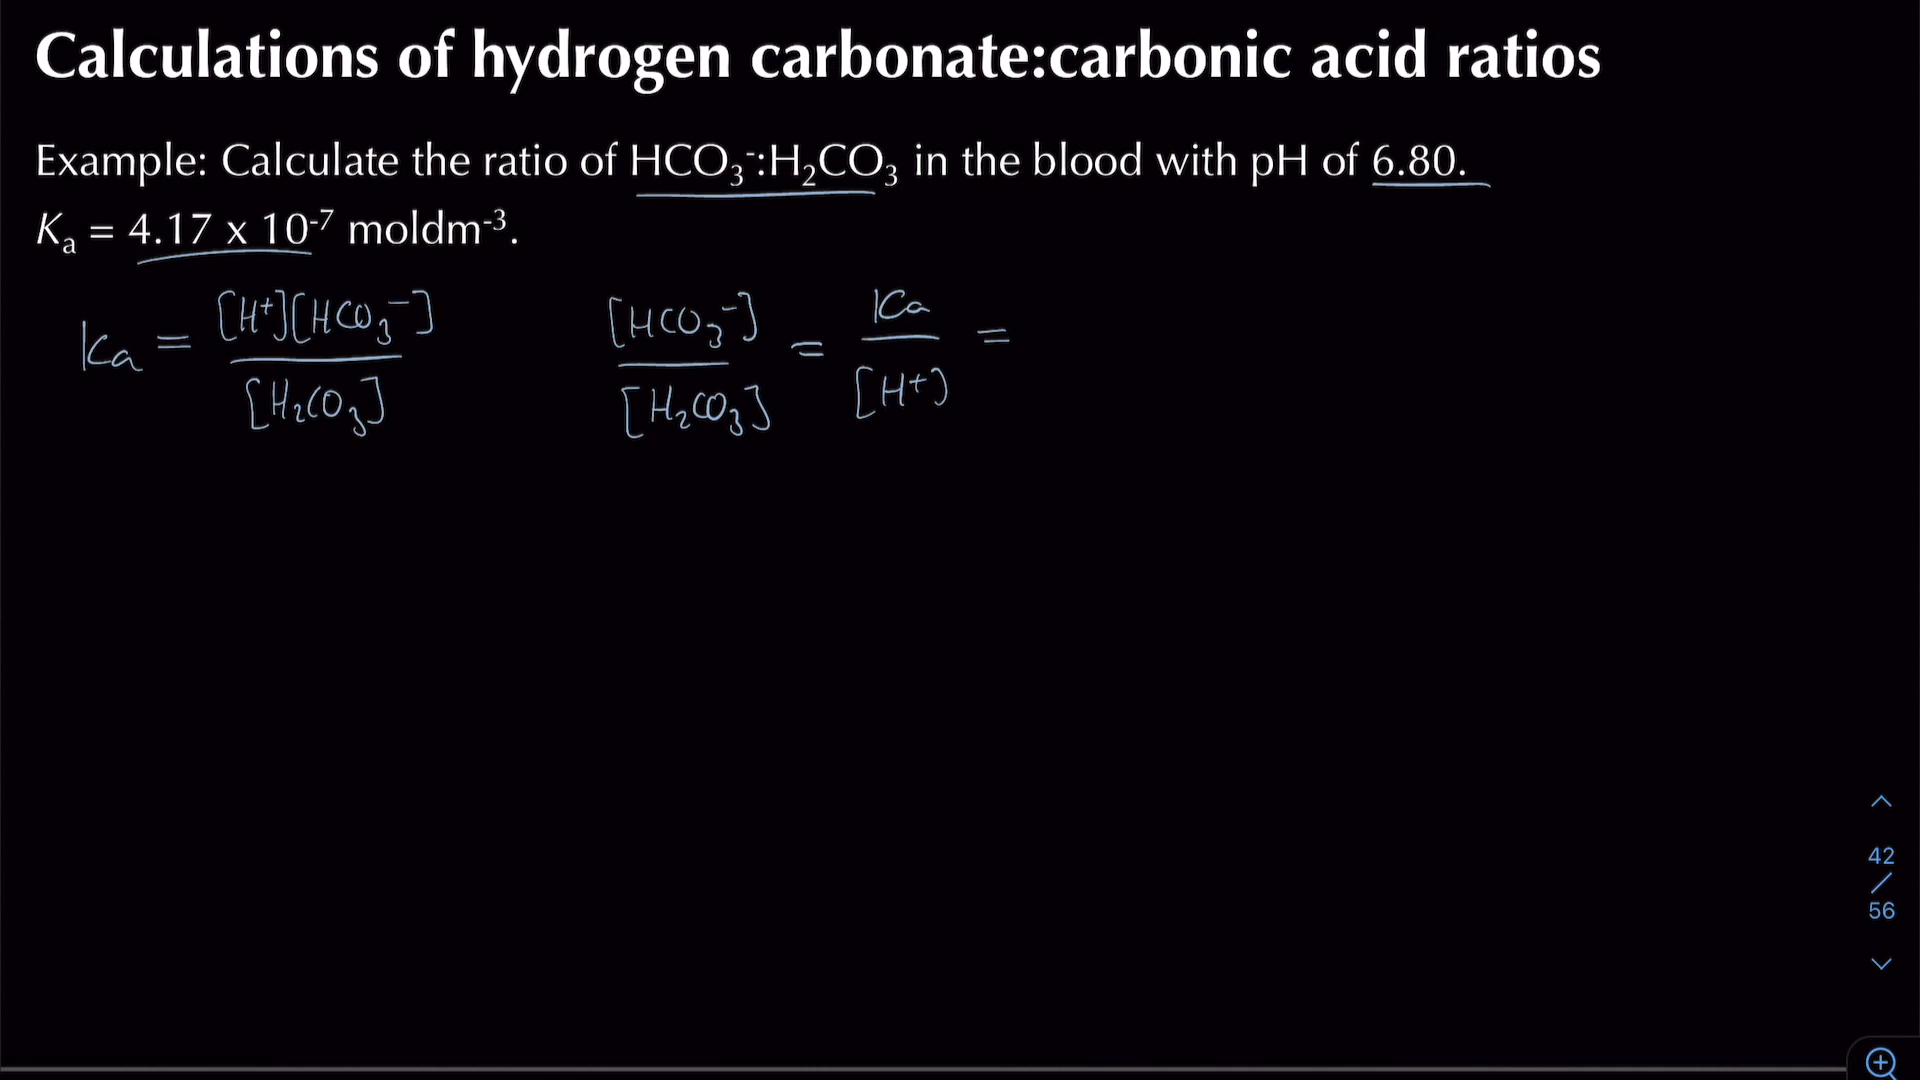 Calculations of hydrogen carbonate:carbonic acid ratios
Example: Calculate the ratio of HCO₃⁻:H₂CO₃ in the blood with pH of 6.80.
Kₐ = 4.17 x 10⁻⁷ moldm⁻³.
Ka = [H⁺][HCO₃⁻] / [H₂CO₃]
[HCO₃⁻] / [H₂CO₃] = Ka / [H⁺) =
42
/
56